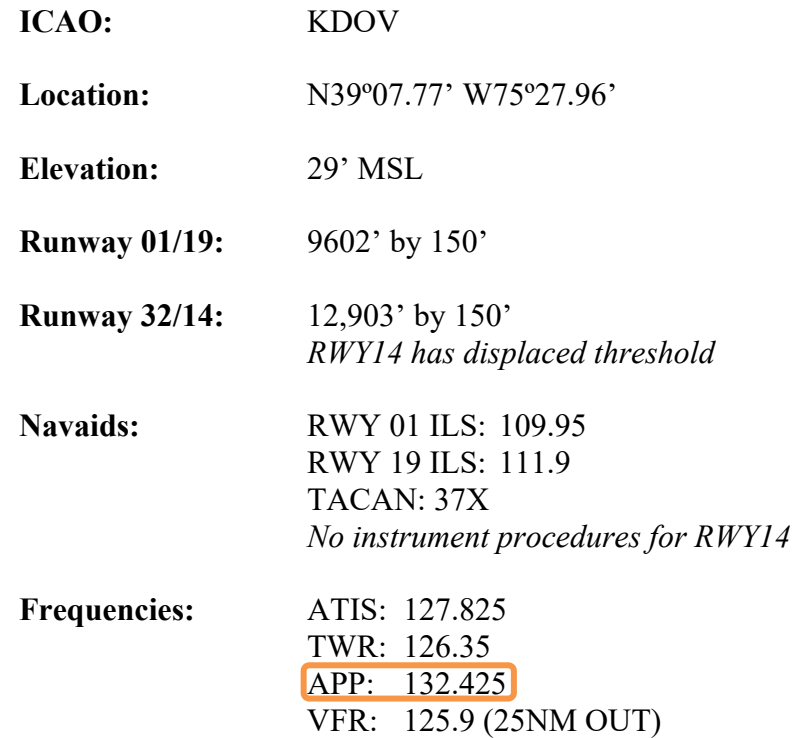 ICAO: KDOV
Location: N39º07.77’ W75º27.96’
Elevation: 29’ MSL
Runway 01/19: 9602’ by 150’
Runway 32/14: 12,903’ by 150’
RWY14 has displaced threshold
Navaids: RWY 01 ILS: 109.95
RWY 19 ILS: 111.9
TACAN: 37X
No instrument procedures for RWY14
Frequencies: ATIS: 127.825
TWR: 126.35
APP: 132.425
VFR: 125.9 (25NM OUT)